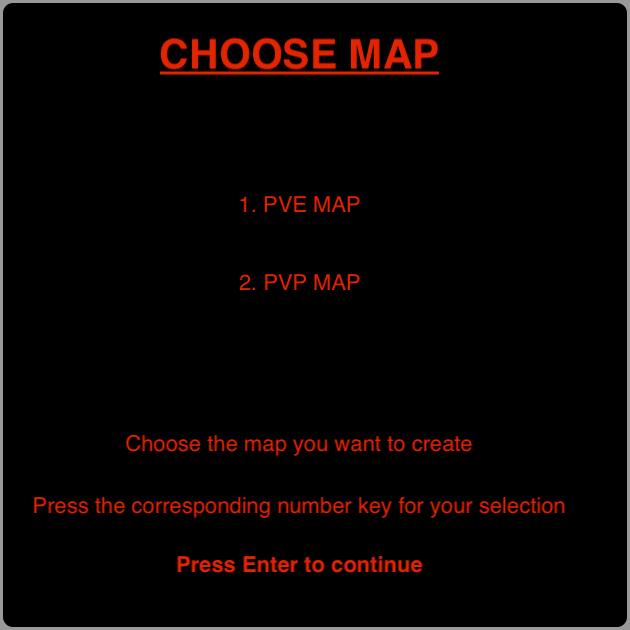 CHOOSE MAP
1. PVE MAP
2. PVP MAP
Choose the map you want to create
Press the corresponding number key for your selection
Press Enter to continue